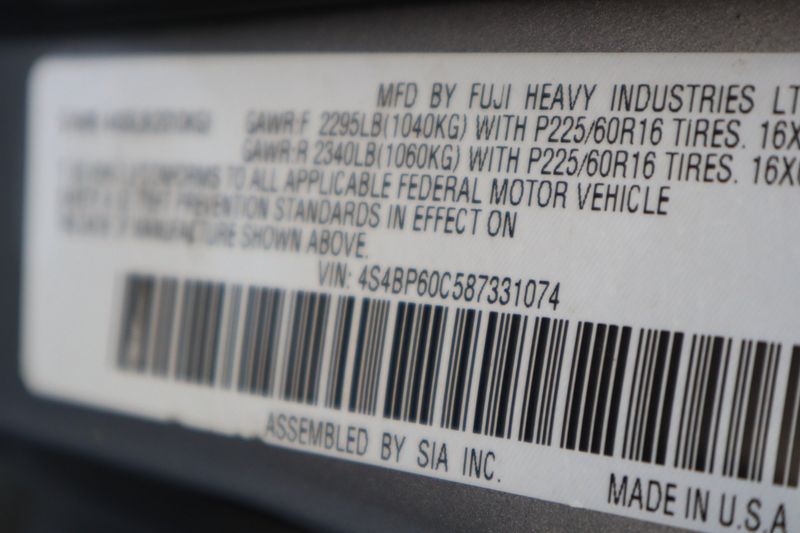 MFD BY FUJI HEAVY INDUSTRIES LT
GAWR:F 2295LB(1040KG) WITH P225/60R16 TIRES. 16X
GAWR:R 2340LB(1060KG) WITH P225/60R16 TIRES. 16X
CONFORMS TO ALL APPLICABLE FEDERAL MOTOR VEHICLE
PREVENTION STANDARDS IN EFFECT ON
MANUFACTURE SHOWN ABOVE.
VIN: 4S4BP60C587331074
ASSEMBLED BY SIA INC.
MADE IN U.S.A